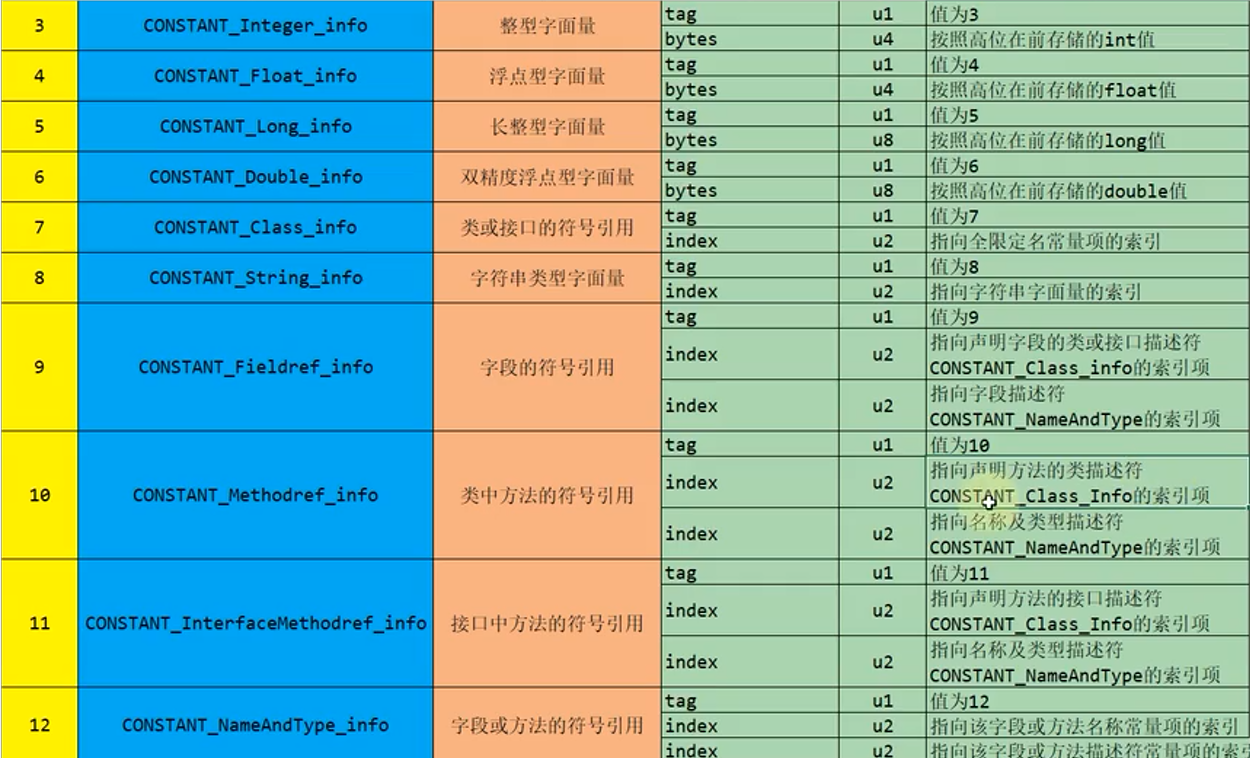 3 CONSTANT_Integer_info 整型字面量 tag u1 值为3
bytes u4 按照高位在前存储的int值
4 CONSTANT_Float_info 浮点型字面量 tag u1 值为4
bytes u4 按照高位在前存储的float值
5 CONSTANT_Long_info 长整型字面量 tag u1 值为5
bytes u8 按照高位在前存储的long值
6 CONSTANT_Double_info 双精度浮点型字面量 tag u1 值为6
bytes u8 按照高位在前存储的double值
7 CONSTANT_Class_info 类或接口的符号引用 tag u1 值为7
index u2 指向全限定名常量项的索引
8 CONSTANT_String_info 字符串类型字面量 tag u1 值为8
index u2 指向字符串字面量的索引
9 CONSTANT_Fieldref_info 字段的符号引用 tag u1 值为9
index u2 指向声明字段的类或接口描述符
CONSTANT_Class_info的索引项
index u2 指向字段描述符
CONSTANT_NameAndType的索引项
10 CONSTANT_Methodref_info 类中方法的符号引用 tag u1 值为10
index u2 指向声明方法的类描述符
CONSTANT_Class_Info的索引项
index u2 指向名称及类型描述符
CONSTANT_NameAndType的索引项
11 CONSTANT_InterfaceMethodref_info 接口中方法的符号引用 tag u1 值为11
index u2 指向声明方法的接口描述符
CONSTANT_Class_Info的索引项
index u2 指向名称及类型描述符
CONSTANT_NameAndType的索引项
12 CONSTANT_NameAndType_info 字段或方法的符号引用 tag u1 值为12
index u2 指向该字段或方法名称常量项的索引
index u2 指向该字段或方法描述符常量项的索引